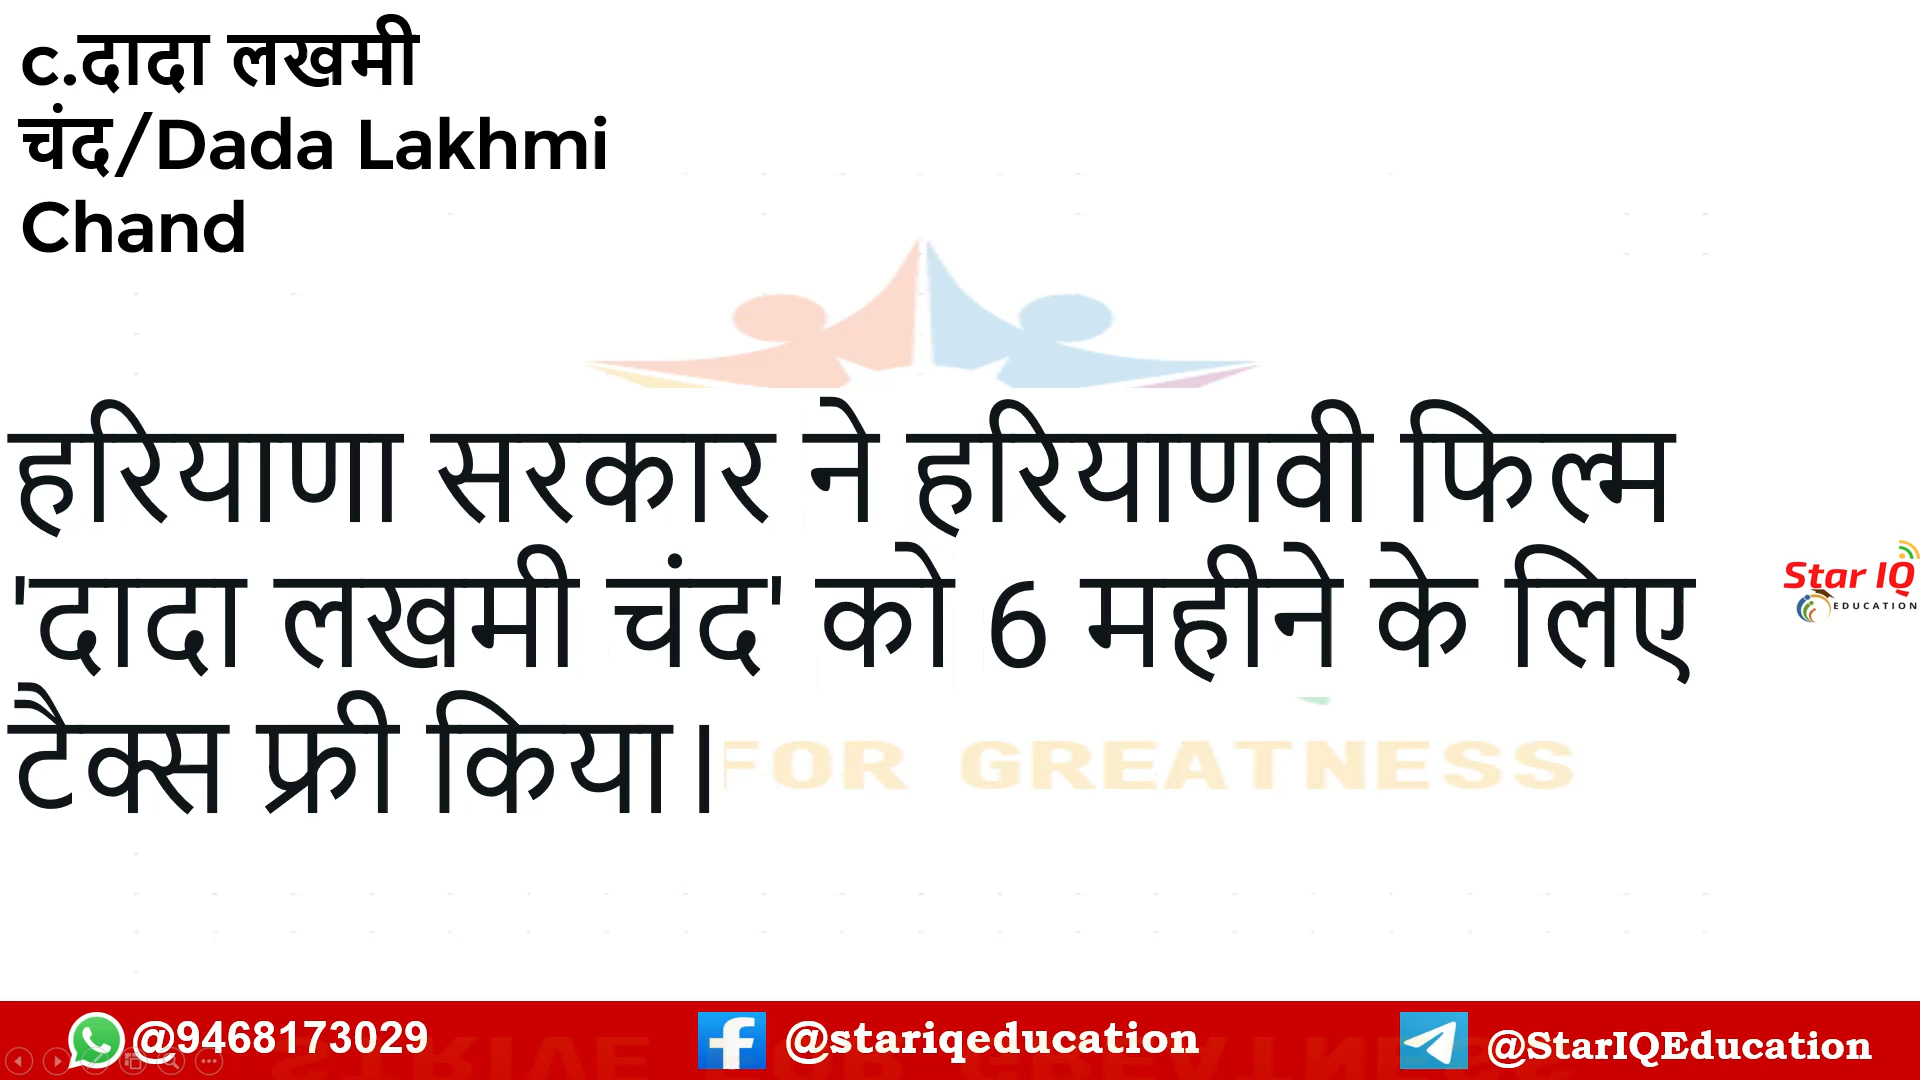 c.दादा लखमी
चंद/Dada Lakhmi
Chand
हरियाणा सरकार ने हरियाणवी फिल्म
'दादा लखमी चंद' को 6 महीने के लिए
टैक्स फ्री किया।
FOR GREATNESS
Star IQ
EDUCATION
@9468173029
@stariqeducation
@StarIQEducation